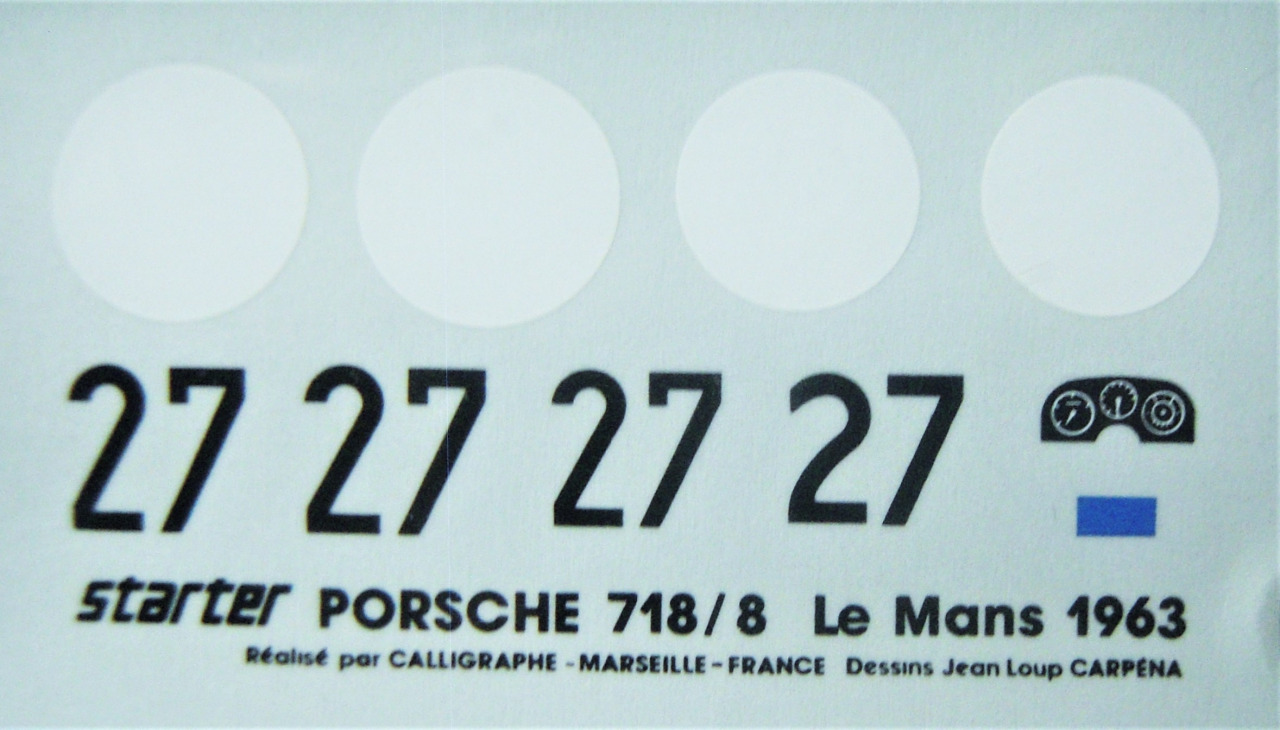 27 27 27 27
starter PORSCHE 718/8 Le Mans 1963
Réalisé par CALLIGRAPHE - MARSEILLE - FRANCE Dessins Jean Loup CARPÉNA